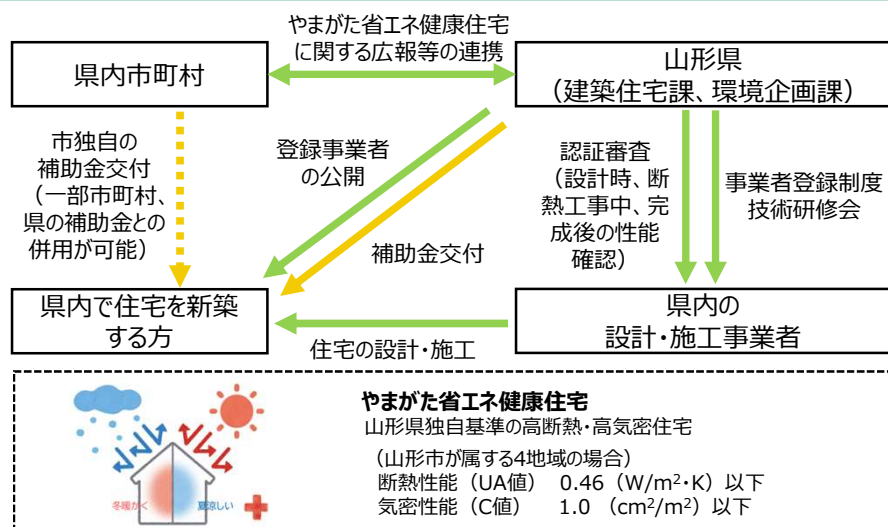 やまがた省エネ健康住宅
に関する広報等の連携
県内市町村
山形県
（建築住宅課、環境企画課）
市独自の
補助金交付
（一部市町村、
県の補助金との
併用が可能）
登録事業者
の公開
補助金交付
認証審査
（設計時、断
熱工事中、完
成後の性能
確認）
事業者登録制度
技術研修会
県内で住宅を新築
する方
住宅の設計・施工
県内の
設計・施工事業者
冬暖かく
夏涼しい
やまがた省エネ健康住宅
山形県独自基準の高断熱・高気密住宅
（山形市が属する4地域の場合）
断熱性能（UA値） 0.46（W/m²・K）以下
気密性能（C値） 1.0 （cm²/m²）以下